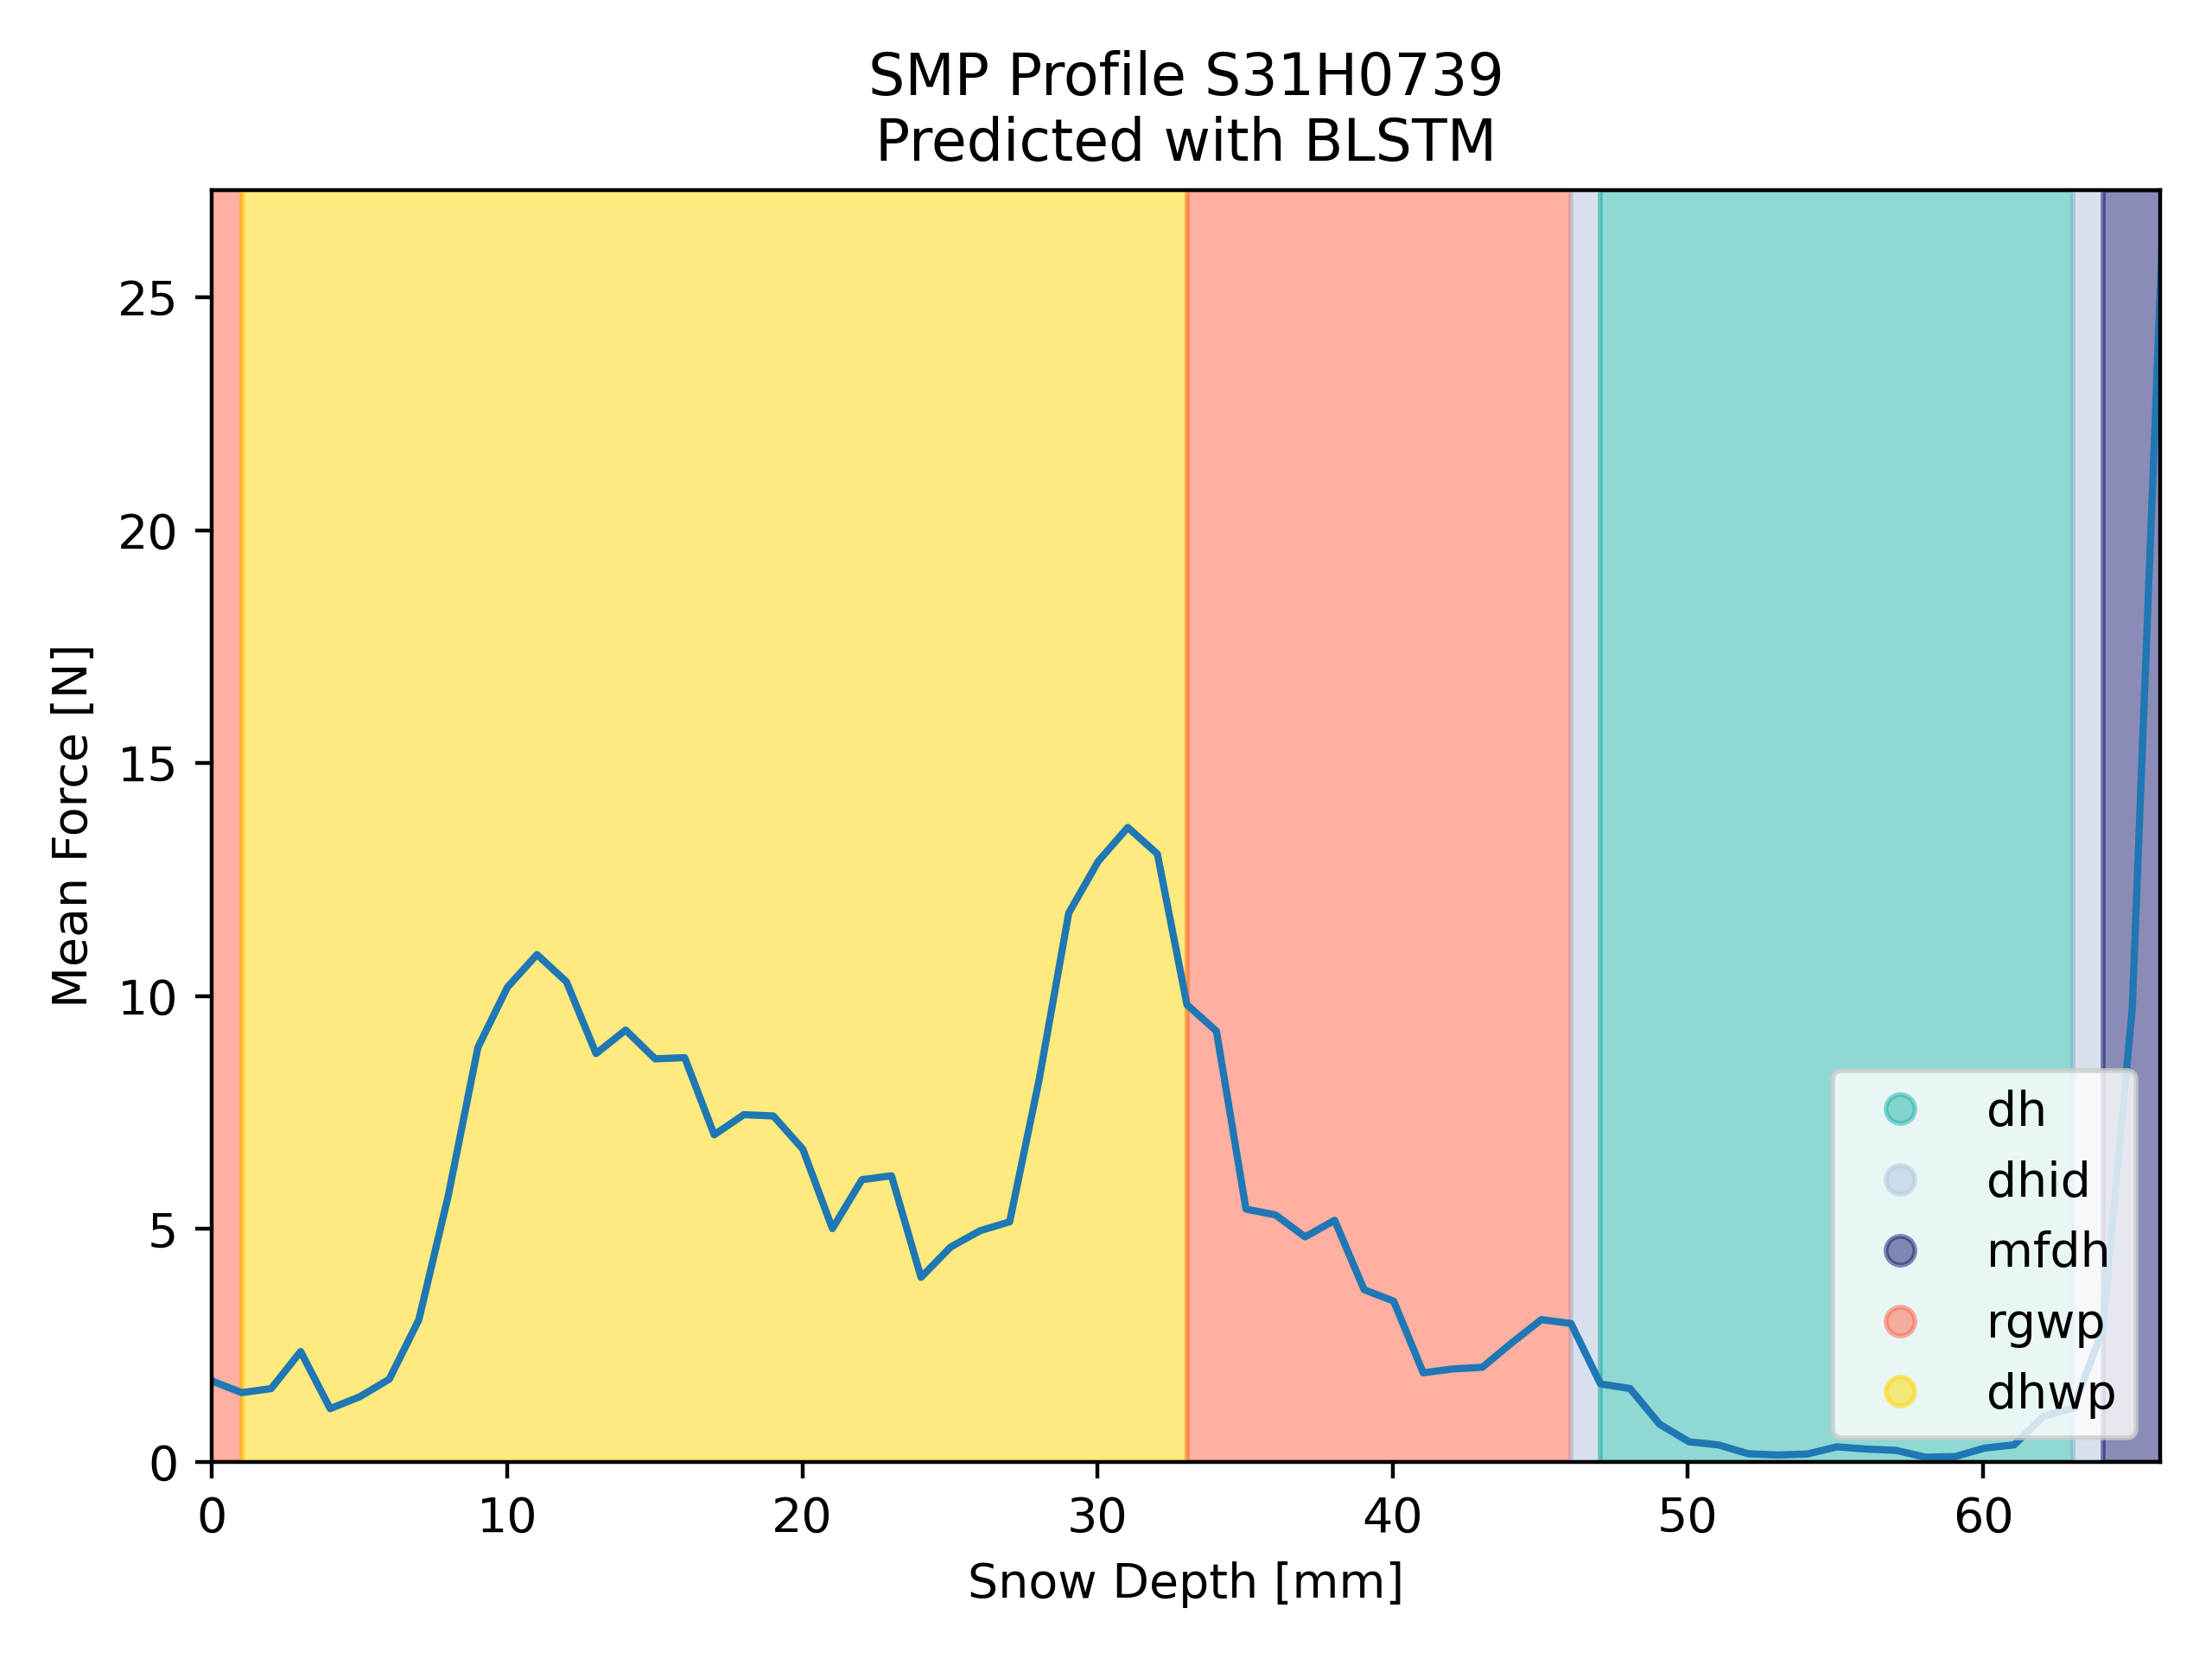 SMP Profile S31H0739
Predicted with BLSTM
Mean Force [N]
25
20
15
10
5
0
dh
dhid
mfdh
rgwp
dhwp
0 10 20 30 40 50 60
Snow Depth [mm]